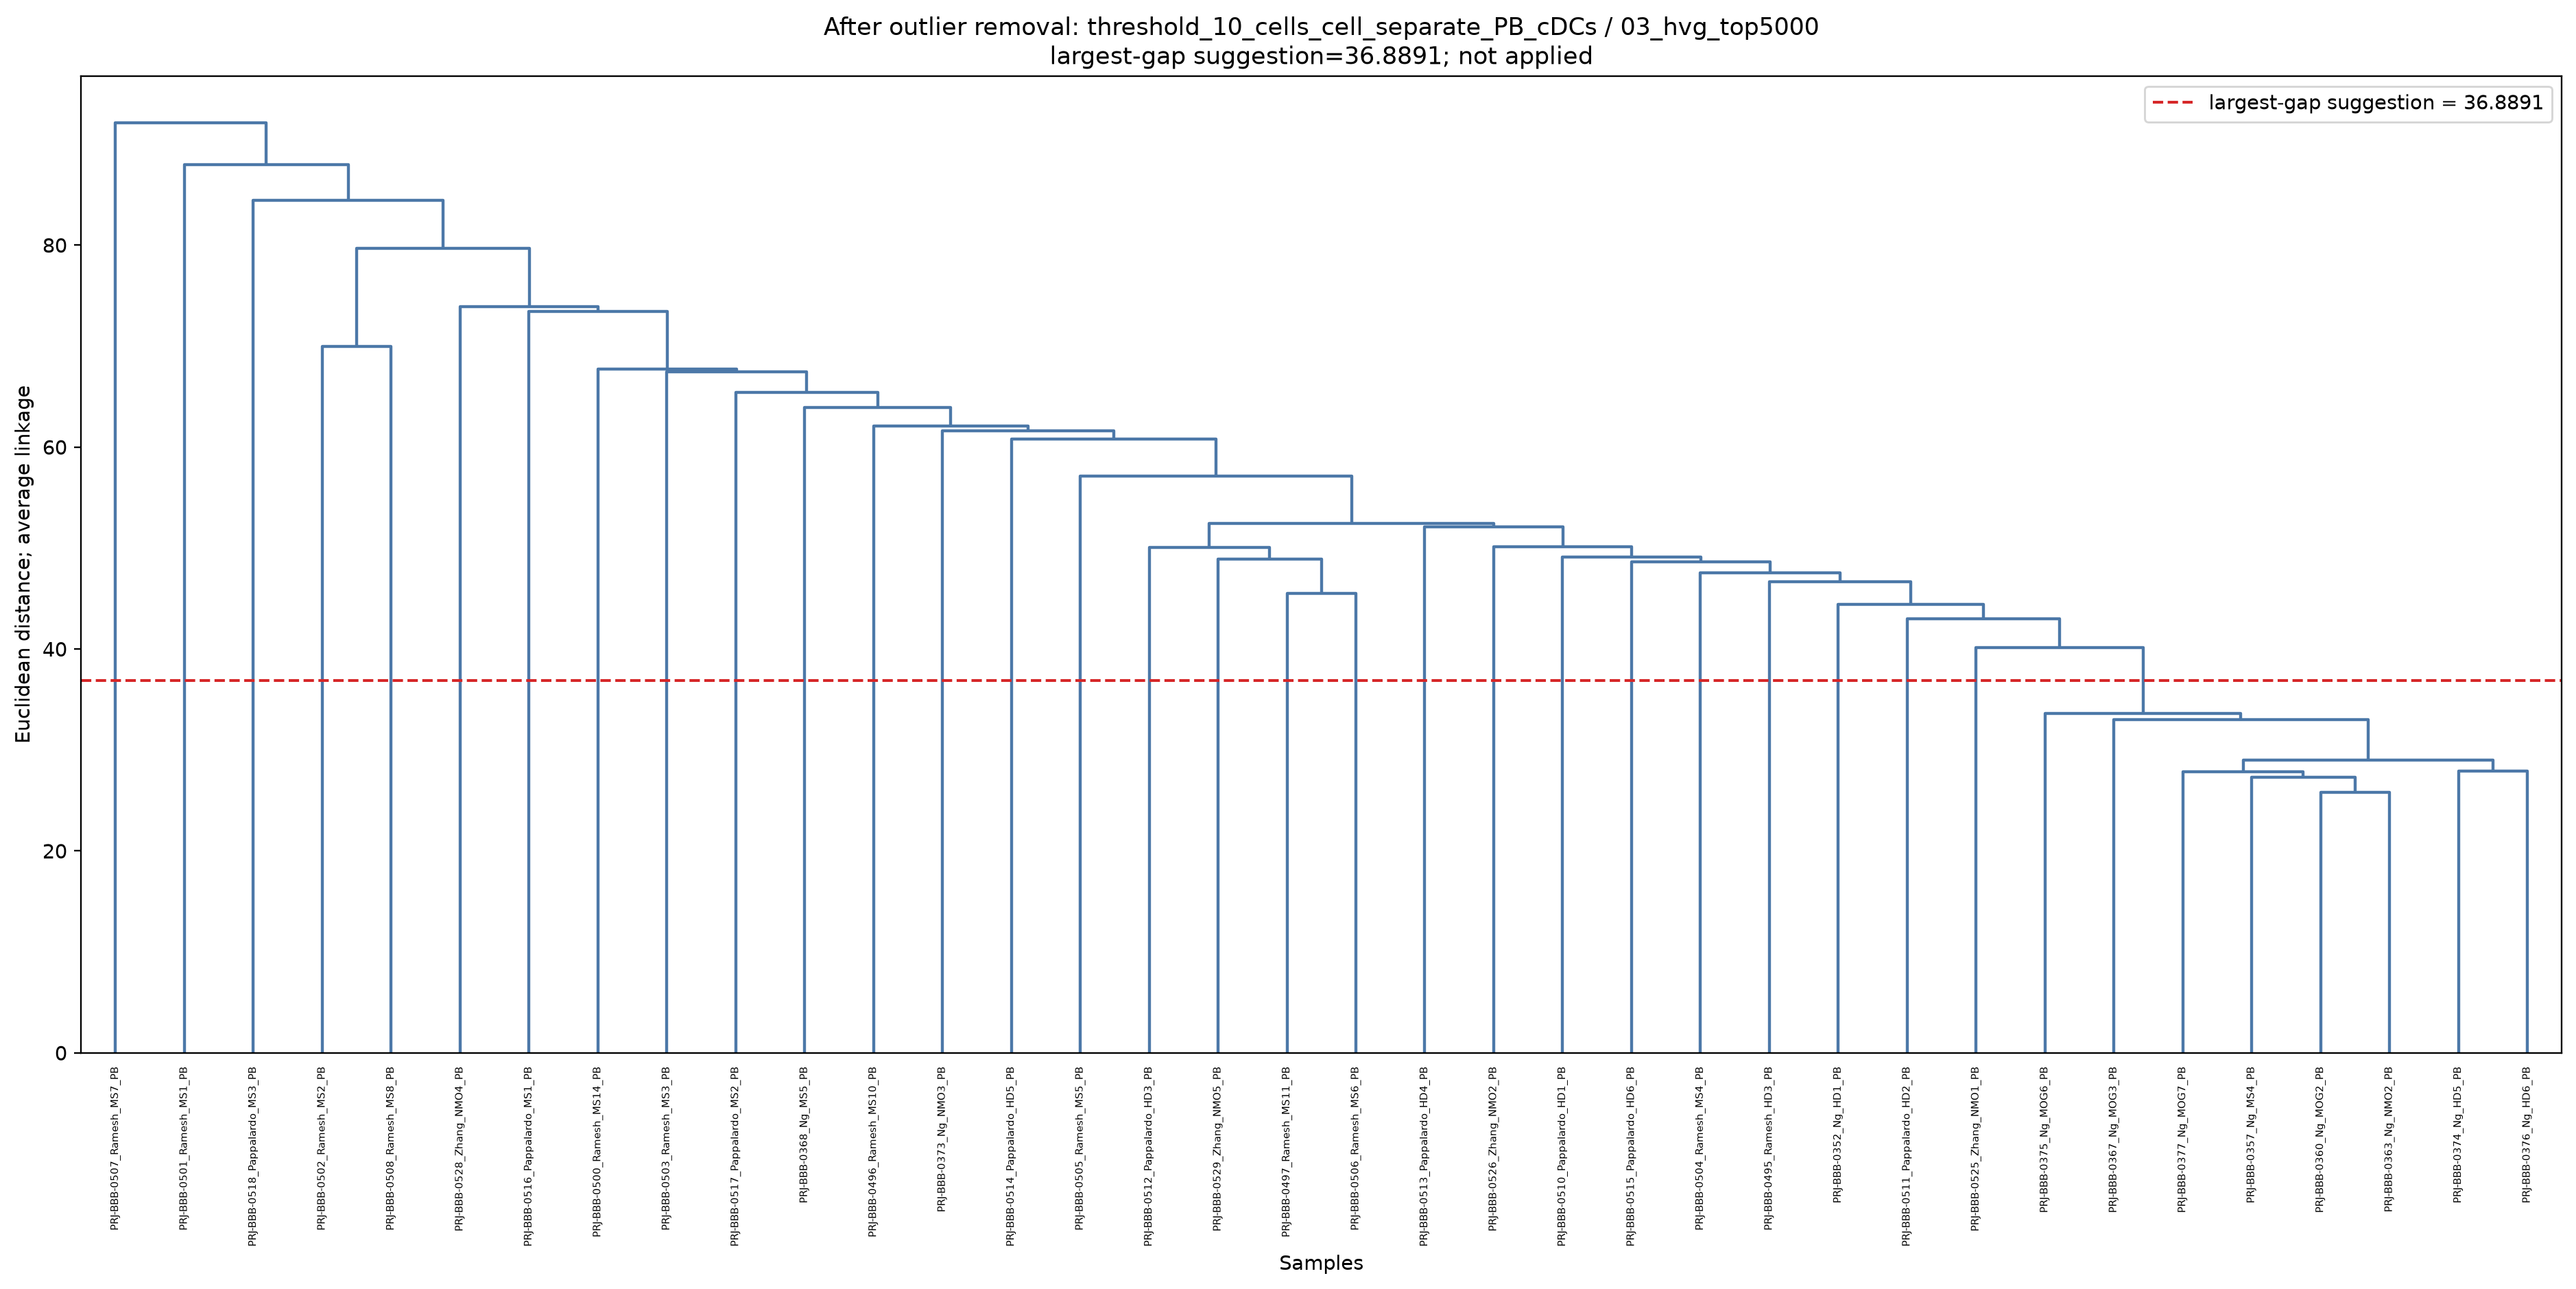 After outlier removal: threshold_10_cells_cell_separate_PB_cDCs / 03_hvg_top5000
largest-gap suggestion=36.8891; not applied
largest-gap suggestion = 36.8891
Euclidean distance; average linkage
80
60
40
20
0
PRJ-BBB-0507_Ramesh_MS7_PB
PRJ-BBB-0501_Ramesh_MS1_PB
PRJ-BBB-0518_Pappalardo_MS3_PB
PRJ-BBB-0502_Ramesh_MS2_PB
PRJ-BBB-0508_Ramesh_MS8_PB
PRJ-BBB-0528_Zhang_NMO4_PB
PRJ-BBB-0516_Pappalardo_MS1_PB
PRJ-BBB-0500_Ramesh_MS14_PB
PRJ-BBB-0503_Ramesh_MS3_PB
PRJ-BBB-0517_Pappalardo_MS2_PB
PRJ-BBB-0368_Ng_MS5_PB
PRJ-BBB-0496_Ramesh_MS10_PB
PRJ-BBB-0373_Ng_NMO3_PB
PRJ-BBB-0514_Pappalardo_HD5_PB
PRJ-BBB-0505_Ramesh_MS5_PB
PRJ-BBB-0512_Pappalardo_HD3_PB
PRJ-BBB-0529_Zhang_NMO5_PB
PRJ-BBB-0497_Ramesh_MS11_PB
PRJ-BBB-0506_Ramesh_MS6_PB
PRJ-BBB-0513_Pappalardo_HD4_PB
PRJ-BBB-0526_Zhang_NMO2_PB
PRJ-BBB-0510_Pappalardo_HD1_PB
PRJ-BBB-0515_Pappalardo_HD6_PB
PRJ-BBB-0504_Ramesh_MS4_PB
PRJ-BBB-0495_Ramesh_HD3_PB
PRJ-BBB-0352_Ng_HD1_PB
PRJ-BBB-0511_Pappalardo_HD2_PB
PRJ-BBB-0525_Zhang_NMO1_PB
PRJ-BBB-0375_Ng_MOG6_PB
PRJ-BBB-0367_Ng_MOG3_PB
PRJ-BBB-0377_Ng_MOG7_PB
PRJ-BBB-0357_Ng_MS4_PB
PRJ-BBB-0360_Ng_MOG2_PB
PRJ-BBB-0363_Ng_NMO2_PB
PRJ-BBB-0374_Ng_HD5_PB
PRJ-BBB-0376_Ng_HD6_PB
Samples